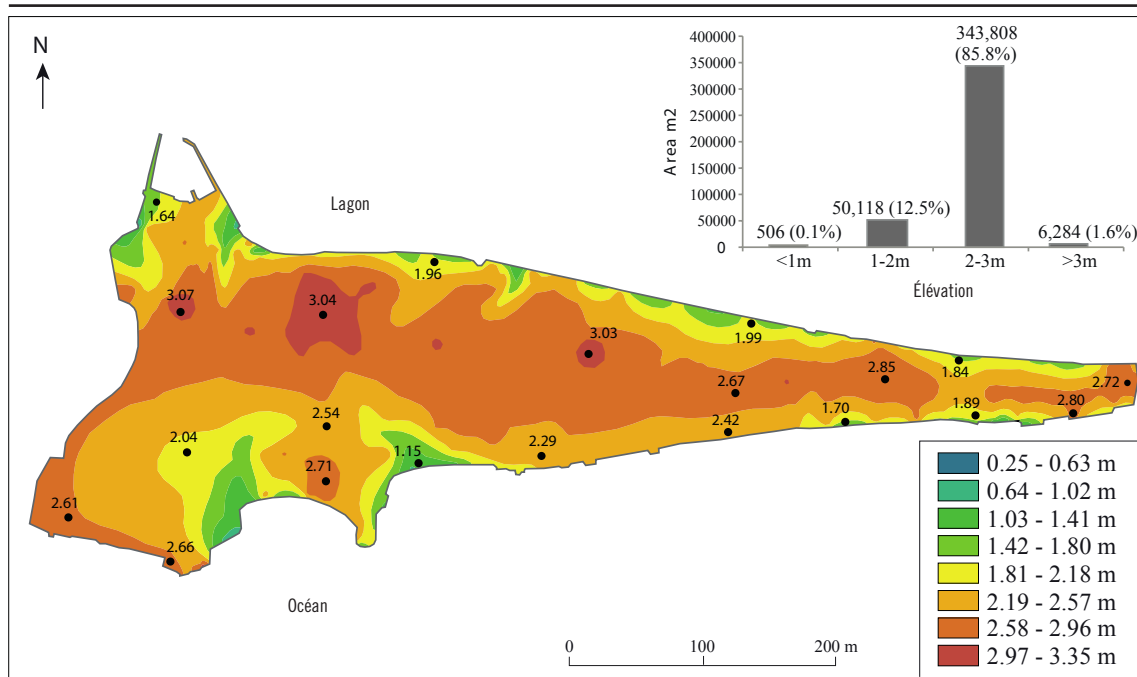 N
Lagon
Océan
1.64
3.07
3.04
1.96
3.03
1.99
2.67
2.85
1.84
2.72
2.80
1.89
1.70
2.42
2.29
1.15
2.54
2.71
2.04
2.61
2.66
0 100 200 m
Area m2
400000
350000
300000
250000
200000
150000
100000
50000
0
506 (0.1%)
50,118 (12.5%)
343,808
(85.8%)
6,284 (1.6%)
<1m 1-2m 2-3m >3m
Élévation
0.25 - 0.63 m
0.64 - 1.02 m
1.03 - 1.41 m
1.42 - 1.80 m
1.81 - 2.18 m
2.19 - 2.57 m
2.58 - 2.96 m
2.97 - 3.35 m